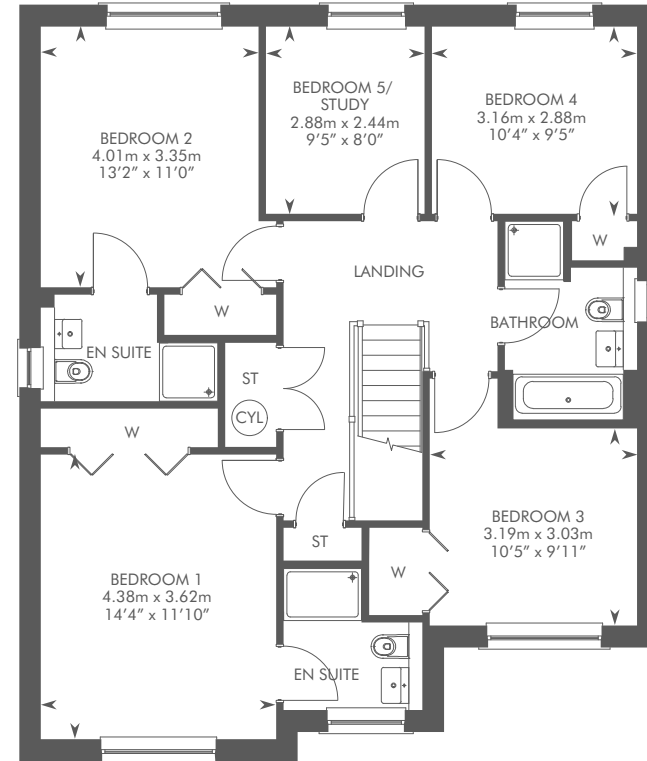 BEDROOM 2
4.01m x 3.35m
13’2” x 11’0”
BEDROOM 5/
STUDY
2.88m x 2.44m
9’5” x 8’0”
BEDROOM 4
3.16m x 2.88m
10’4” x 9’5”
W
LANDING
W
BATHROOM
EN SUITE
ST
CYL
W
BEDROOM 3
3.19m x 3.03m
10’5” x 9’11”
ST
W
BEDROOM 1
4.38m x 3.62m
14’4” x 11’10”
EN SUITE